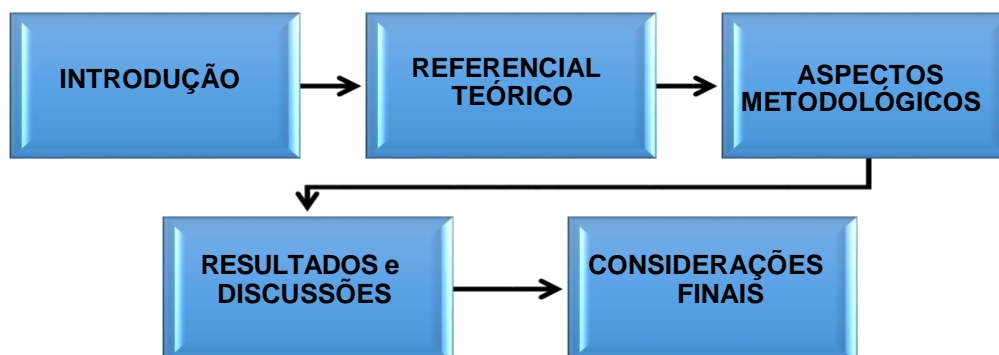 INTRODUÇÃO
REFERENCIAL
TEÓRICO
ASPECTOS
METODOLÓGICOS
RESULTADOS e
DISCUSSÕES
CONSIDERAÇÕES
FINAIS